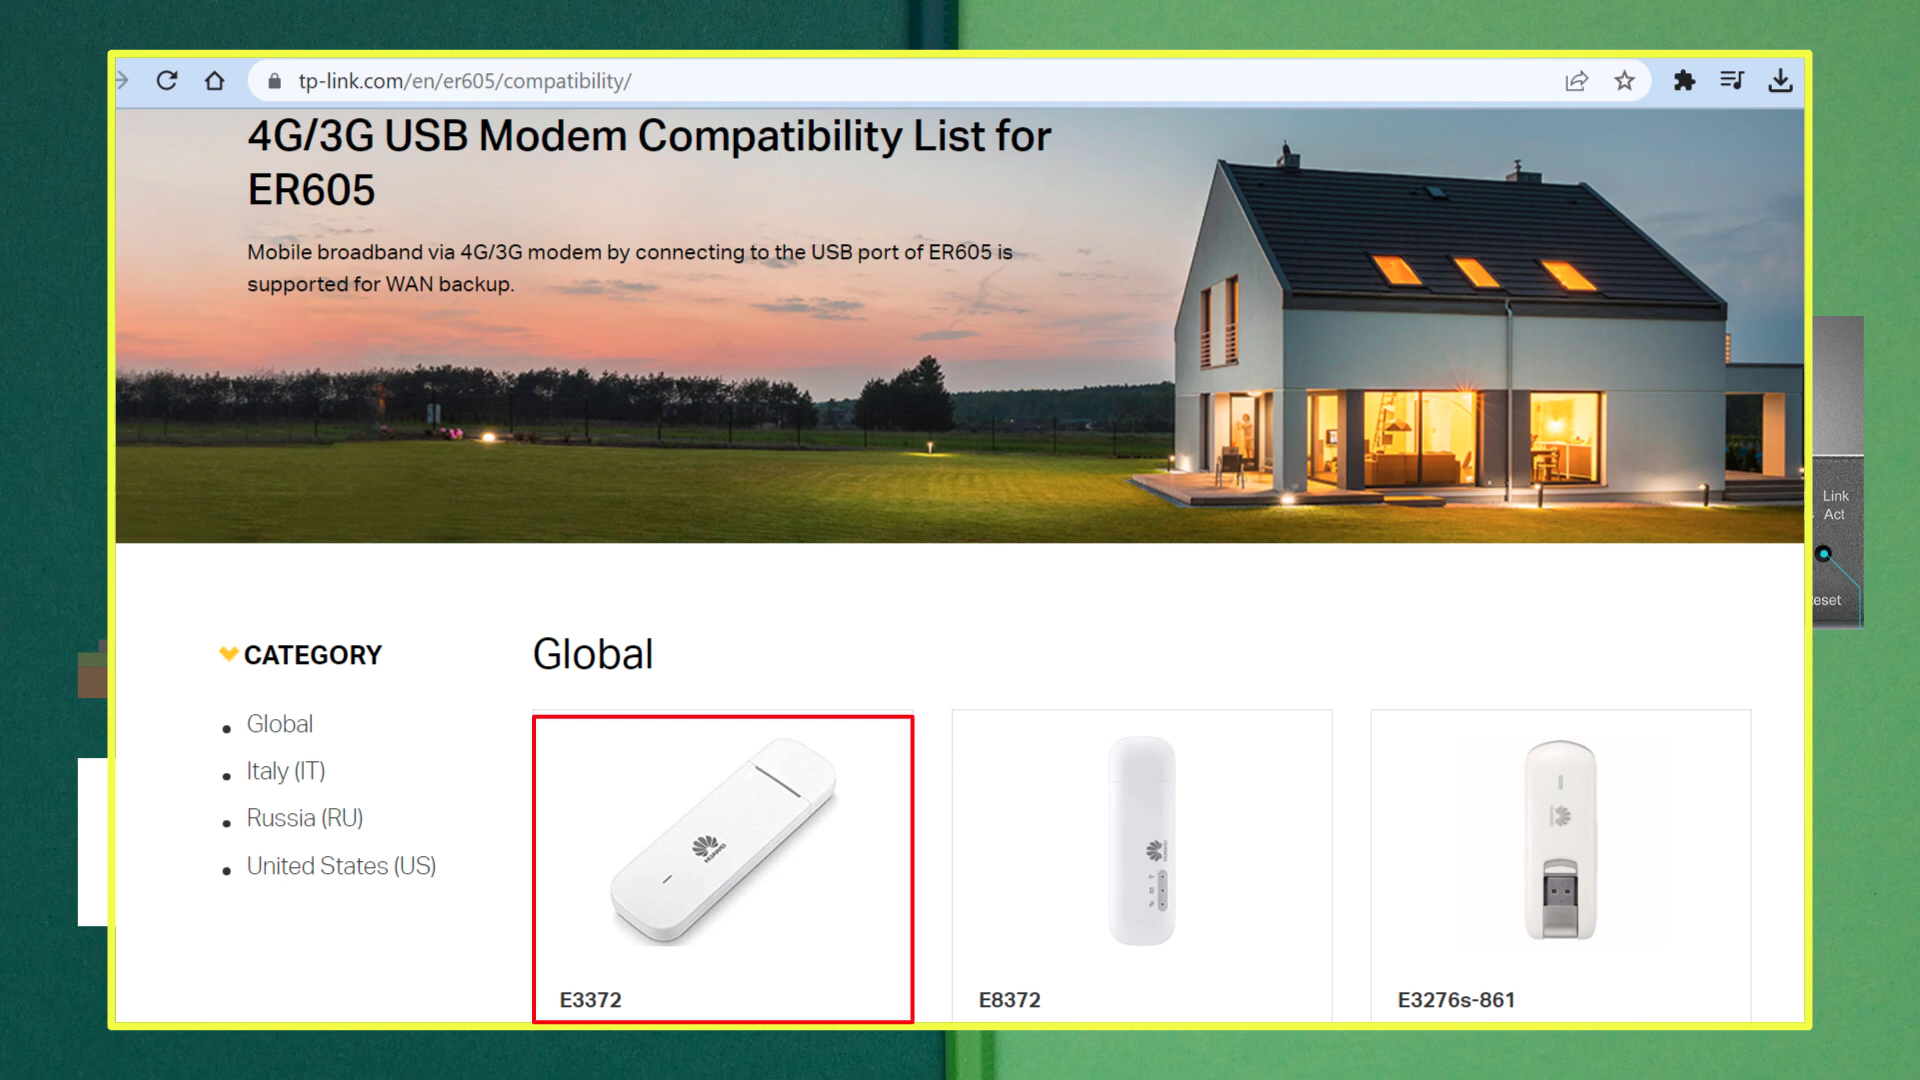 tp-link.com/en/er605/compatibility/
4G/3G USB Modem Compatibility List for
ER605
Mobile broadband via 4G/3G modem by connecting to the USB port of ER605 is
supported for WAN backup.
Link
Act
eset
CATEGORY
Global
Italy (IT)
Russia (RU)
United States (US)
Global
HUAWEI
E3372
E8372
E3276s-861